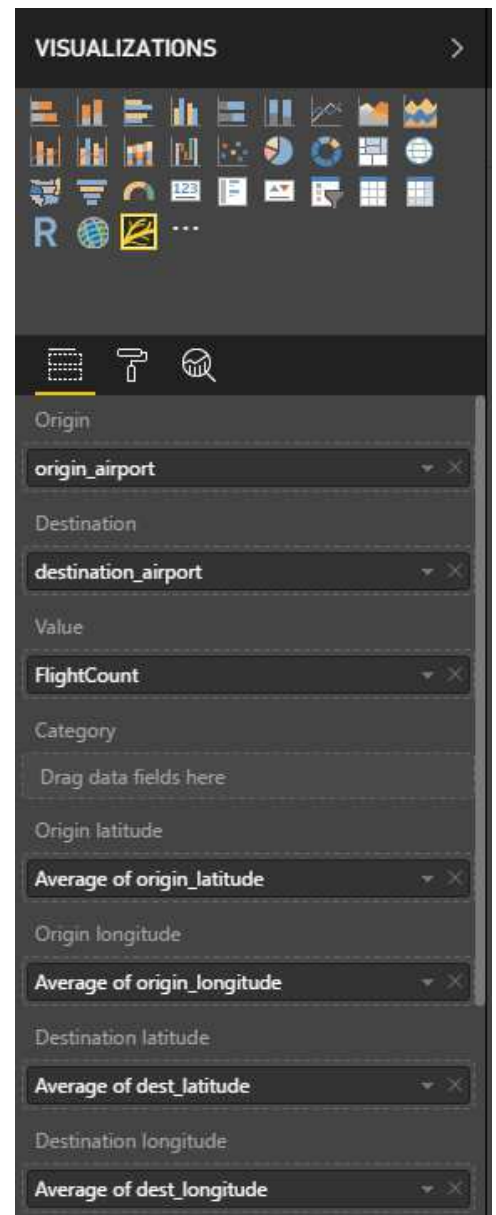 VISUALIZATIONS
123
R
Origin
origin_airport
Destination
destination_airport
Value
FlightCount
Category
Drag data fields here
Origin latitude
Average of origin_latitude
Origin longitude
Average of origin_longitude
Destination latitude
Average of dest_latitude
Destination longitude
Average of dest_longitude